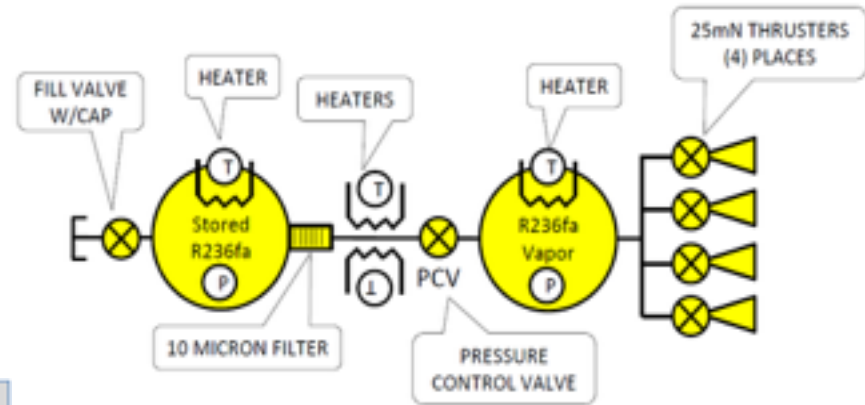 25mN THRUSTERS
(4) PLACES
HEATER
HEATERS
HEATER
FILL VALVE
W/CAP
T
T
T
Stored
R236fa
P
T
PCV
R236fa
Vapor
P
10 MICRON FILTER
PRESSURE
CONTROL VALVE